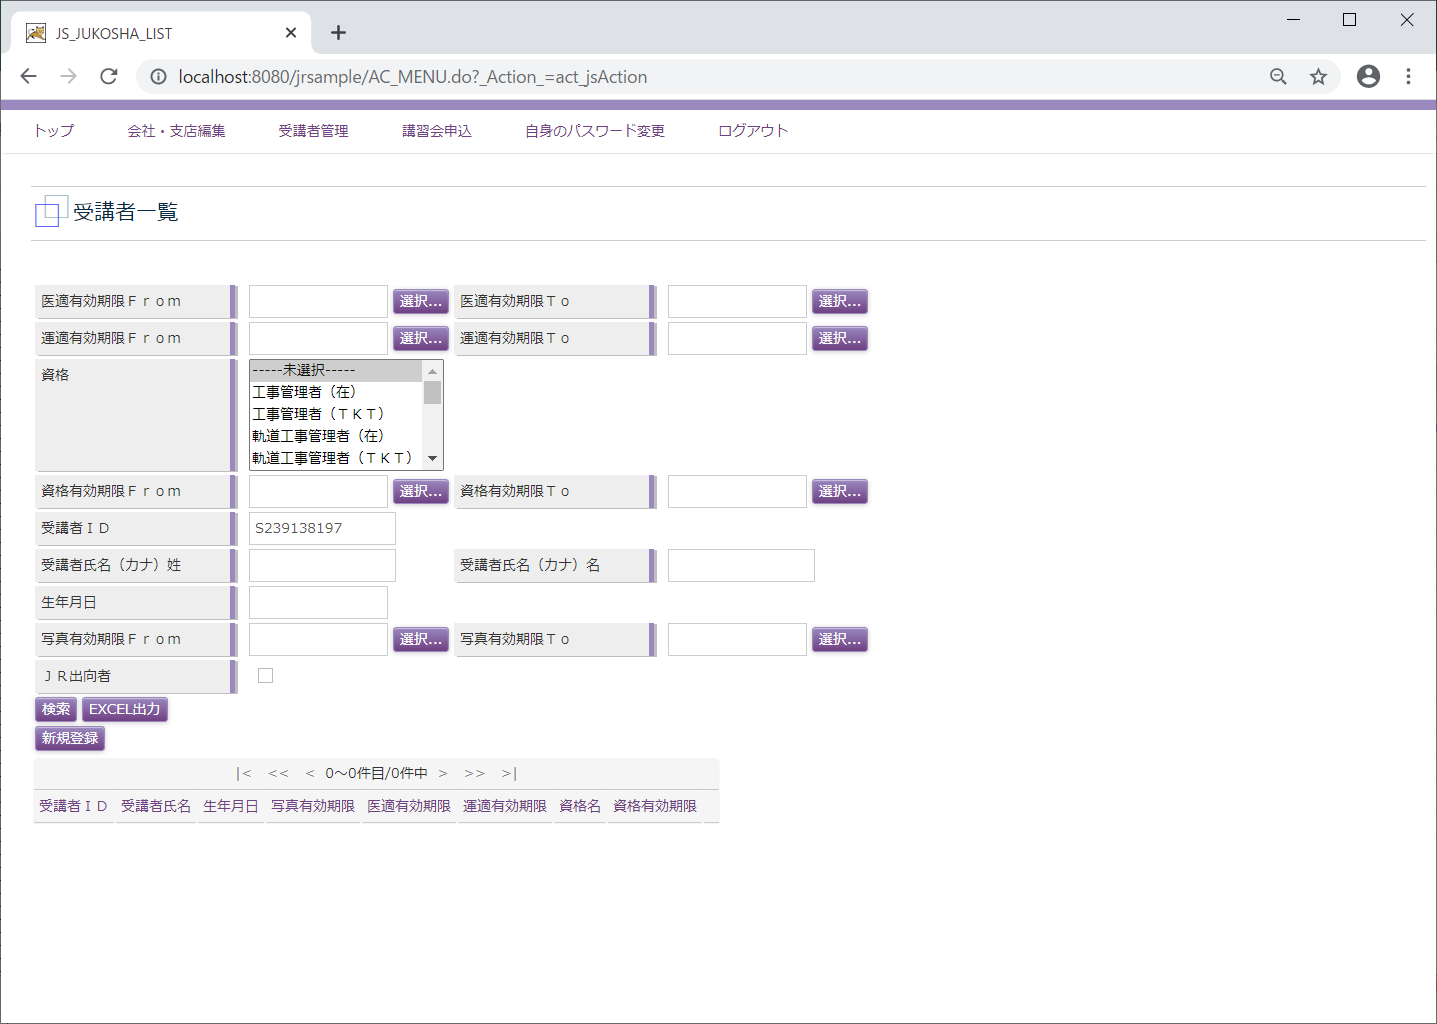 JS_JUKOSHA_LIST
localhost:8080/jrsample/AC_MENU.do?_Action_=act_jsAction
トップ 会社・支店編集 受講者管理 講習会申込 自身のパスワード変更 ログアウト
受講者一覧
医適有効期限Ｆｒｏｍ 選択... 医適有効期限Ｔｏ 選択...
運適有効期限Ｆｒｏｍ 選択... 運適有効期限Ｔｏ 選択...
資格 -----未選択-----
工事管理者（在）
工事管理者（ＴＫＴ）
軌道工事管理者（在）
軌道工事管理者（ＴＫＴ）
資格有効期限Ｆｒｏｍ 選択... 資格有効期限Ｔｏ 選択...
受講者ＩＤ S239138197
受講者氏名（カナ）姓 受講者氏名（カナ）名
生年月日
写真有効期限Ｆｒｏｍ 選択... 写真有効期限Ｔｏ 選択...
ＪＲ出向者
検索 EXCEL出力
新規登録
|< << < 0～0件目/0件中 > >> >|
受講者ＩＤ 受講者氏名 生年月日 写真有効期限 医適有効期限 運適有効期限 資格名 資格有効期限